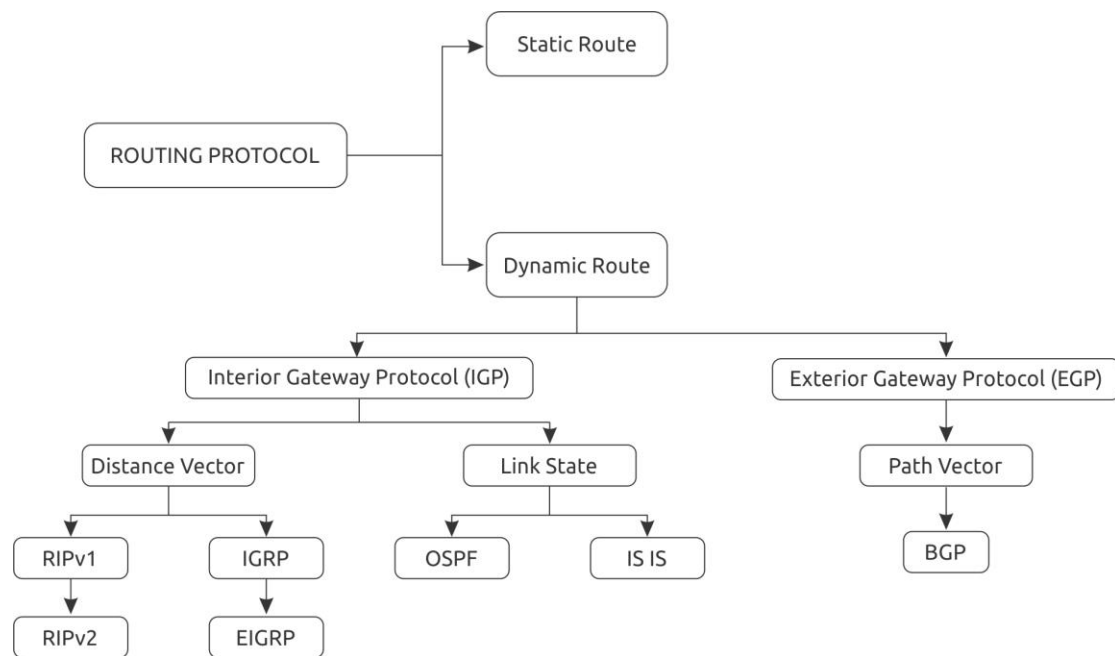 Static Route
ROUTING PROTOCOL
Dynamic Route
Interior Gateway Protocol (IGP)
Exterior Gateway Protocol (EGP)
Distance Vector
Link State
Path Vector
RIPv1
IGRP
OSPF
IS IS
BGP
RIPv2
EIGRP